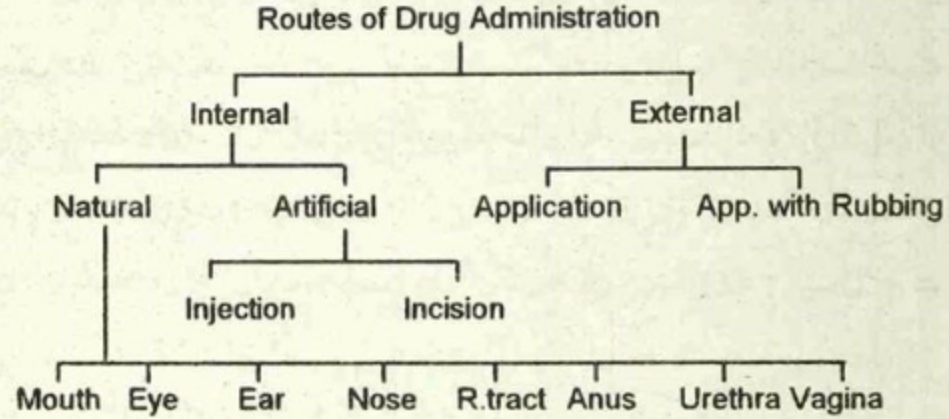 Routes of Drug Administration
Internal External
Natural Artificial Application App. with Rubbing
Injection Incision
Mouth Eye Ear Nose R.tract Anus Urethra Vagina